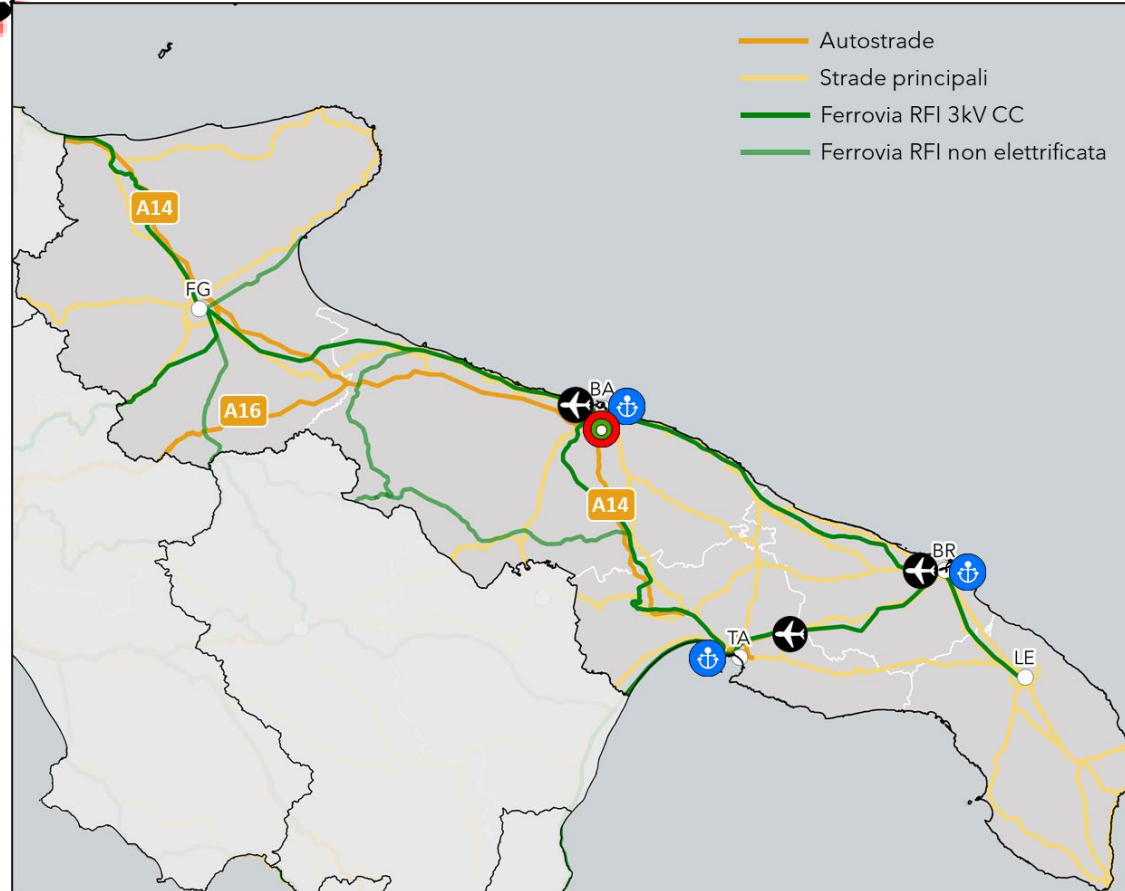 Autostrade
Strade principali
Ferrovia RFI 3kV CC
Ferrovia RFI non elettrificata
A14
FG
A16
BA
A14
BR
TA
LE